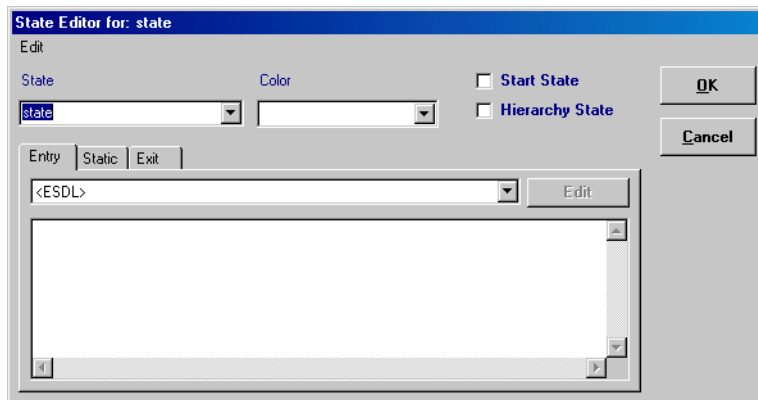 State Editor for: state
Edit
State
Color
Start State
OK
state
Hierarchy State
Cancel
Entry
Static
Exit
<ESDL>
Edit